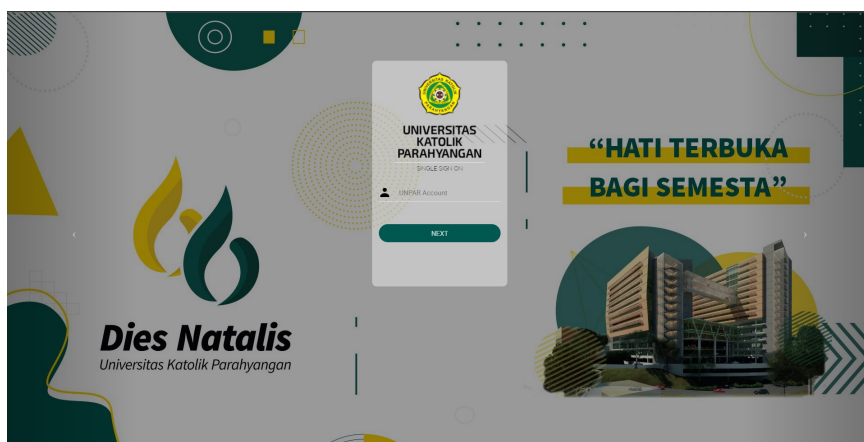 UNIVERSITAS
KATOLIK
PARAHYANGAN
SINGLE SIGN ON
UNPAR Account
NEXT
“HATI TERBUKA
BAGI SEMESTA”
Dies Natalis
Universitas Katolik Parahyangan